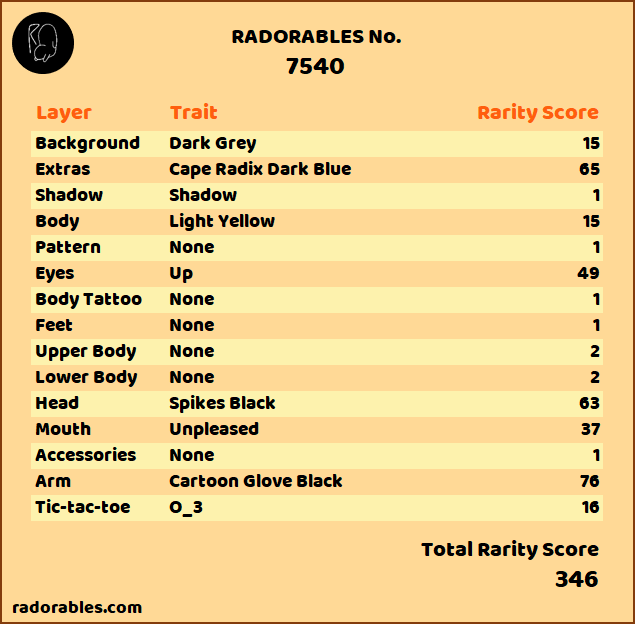 RADORABLES No.
7540
Layer Trait Rarity Score
Background Dark Grey 15
Extras Cape Radix Dark Blue 65
Shadow Shadow 1
Body Light Yellow 15
Pattern None 1
Eyes Up 49
Body Tattoo None 1
Feet None 1
Upper Body None 2
Lower Body None 2
Head Spikes Black 63
Mouth Unpleased 37
Accessories None 1
Arm Cartoon Glove Black 76
Tic-tac-toe O_3 16
Total Rarity Score
346
radorables.com